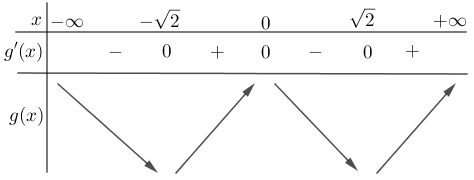 x −∞ −√2 0 √2 +∞
g′(x) − 0 + 0 − 0 +
g(x)